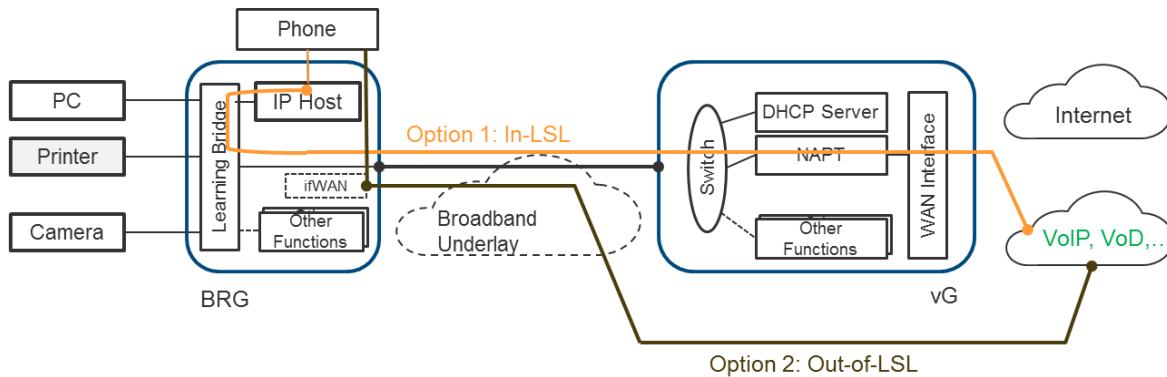 Phone
PC
Printer
Camera
Learning Bridge
IP Host
ifWAN
Other
Functions
BRG
Option 1: In-LSL
Broadband
Underlay
Switch
DHCP Server
NAPT
Other
Functions
WAN Interface
vG
Internet
VoIP, VoD,..
Option 2: Out-of-LSL